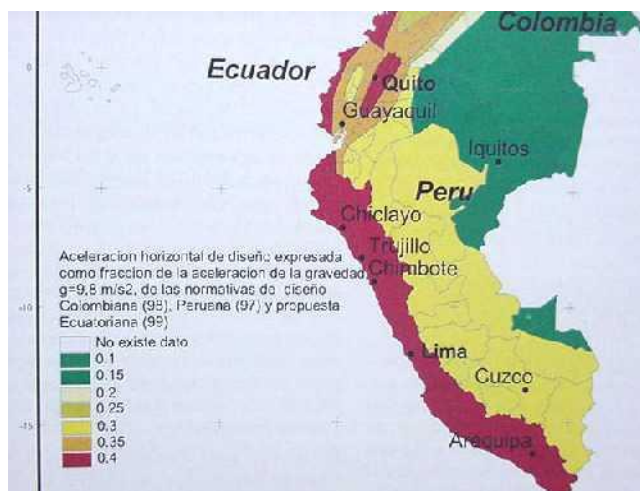 Colombia
0
Ecuador
Quito
Guayaquil
Iquitos
-5
Peru
Chiclayo
Trujillo
Chimbote
Aceleracion horizontal de diseño expresada
como fraccion de la aceleracion de la gravedad,
g=9,8 m/s2, de las normativas de diseño
Colombiana (98), Peruana (97) y propuesta
Ecuatoriana (99)
-10
No existe dato
0.1
0.15
0.2
0.25
0.3
0.35
0.4
Lima
Cuzco
-15
Arequipa